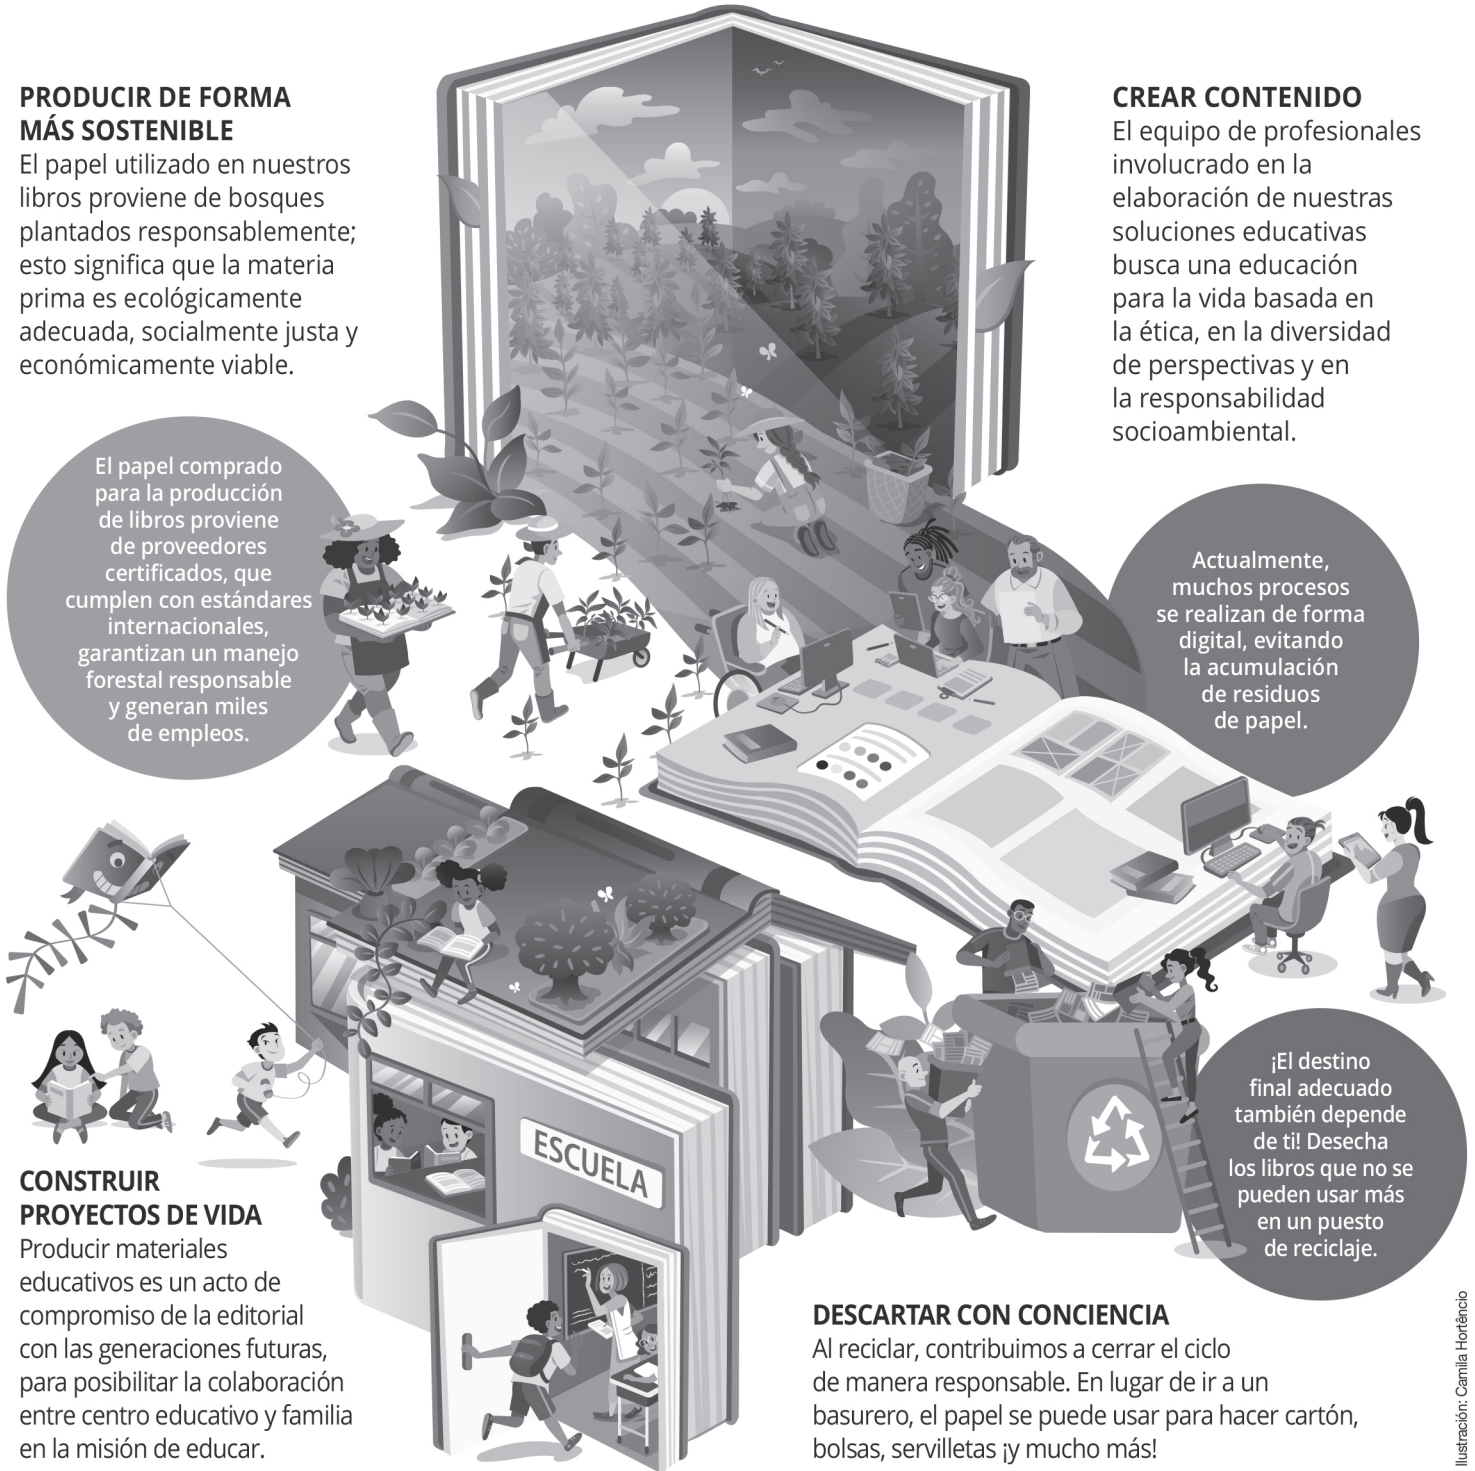 PRODUCIR DE FORMA
MÁS SOSTENIBLE
El papel utilizado en nuestros
libros proviene de bosques
plantados responsablemente;
esto significa que la materia
prima es ecológicamente
adecuada, socialmente justa y
económicamente viable.
El papel comprado
para la producción
de libros proviene
de proveedores
certificados, que
cumplen con estándares
internacionales,
garantizan un manejo
forestal responsable
y generan miles
de empleos.
CREAR CONTENIDO
El equipo de profesionales
involucrado en la
elaboración de nuestras
soluciones educativas
busca una educación
para la vida basada en
la ética, en la diversidad
de perspectivas y en
la responsabilidad
socioambiental.
Actualmente,
muchos procesos
se realizan de forma
digital, evitando
la acumulación
de residuos
de papel.
ESCUELA
CONSTRUIR
PROYECTOS DE VIDA
Producir materiales
educativos es un acto de
compromiso de la editorial
con las generaciones futuras,
para posibilitar la colaboración
entre centro educativo y familia
en la misión de educar.
¡El destino
final adecuado
también depende
de ti! Desecha
los libros que no se
pueden usar más
en un puesto
de reciclaje.
DESCARTAR CON CONCIENCIA
Al reciclar, contribuimos a cerrar el ciclo
de manera responsable. En lugar de ir a un
basurero, el papel se puede usar para hacer cartón,
bolsas, servilletas ¡y mucho más!
Ilustración: Camila Hortêncio